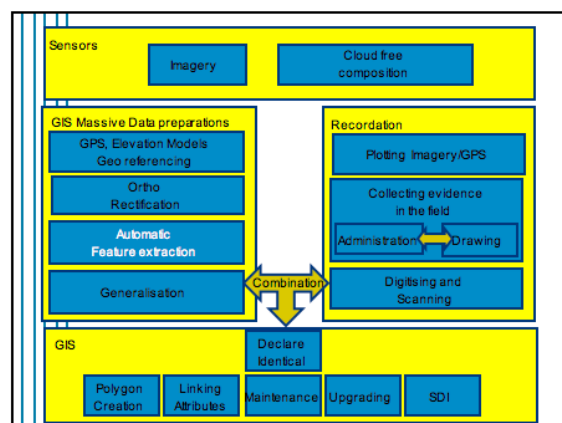 Sensors
Imagery
Cloud free
composition
GIS Massive Data preparations
GPS, Elevation Models
Geo referencing
Ortho
Rectification
Automatic
Feature extraction
Generalisation
Recordation
Plotting Imagery/GPS
Collecting evidence
in the field
Administration
Drawing
Digitising and
Scanning
Combination
GIS
Declare
Identical
Polygon
Creation
Linking
Attributes
Maintenance
Upgrading
SDI